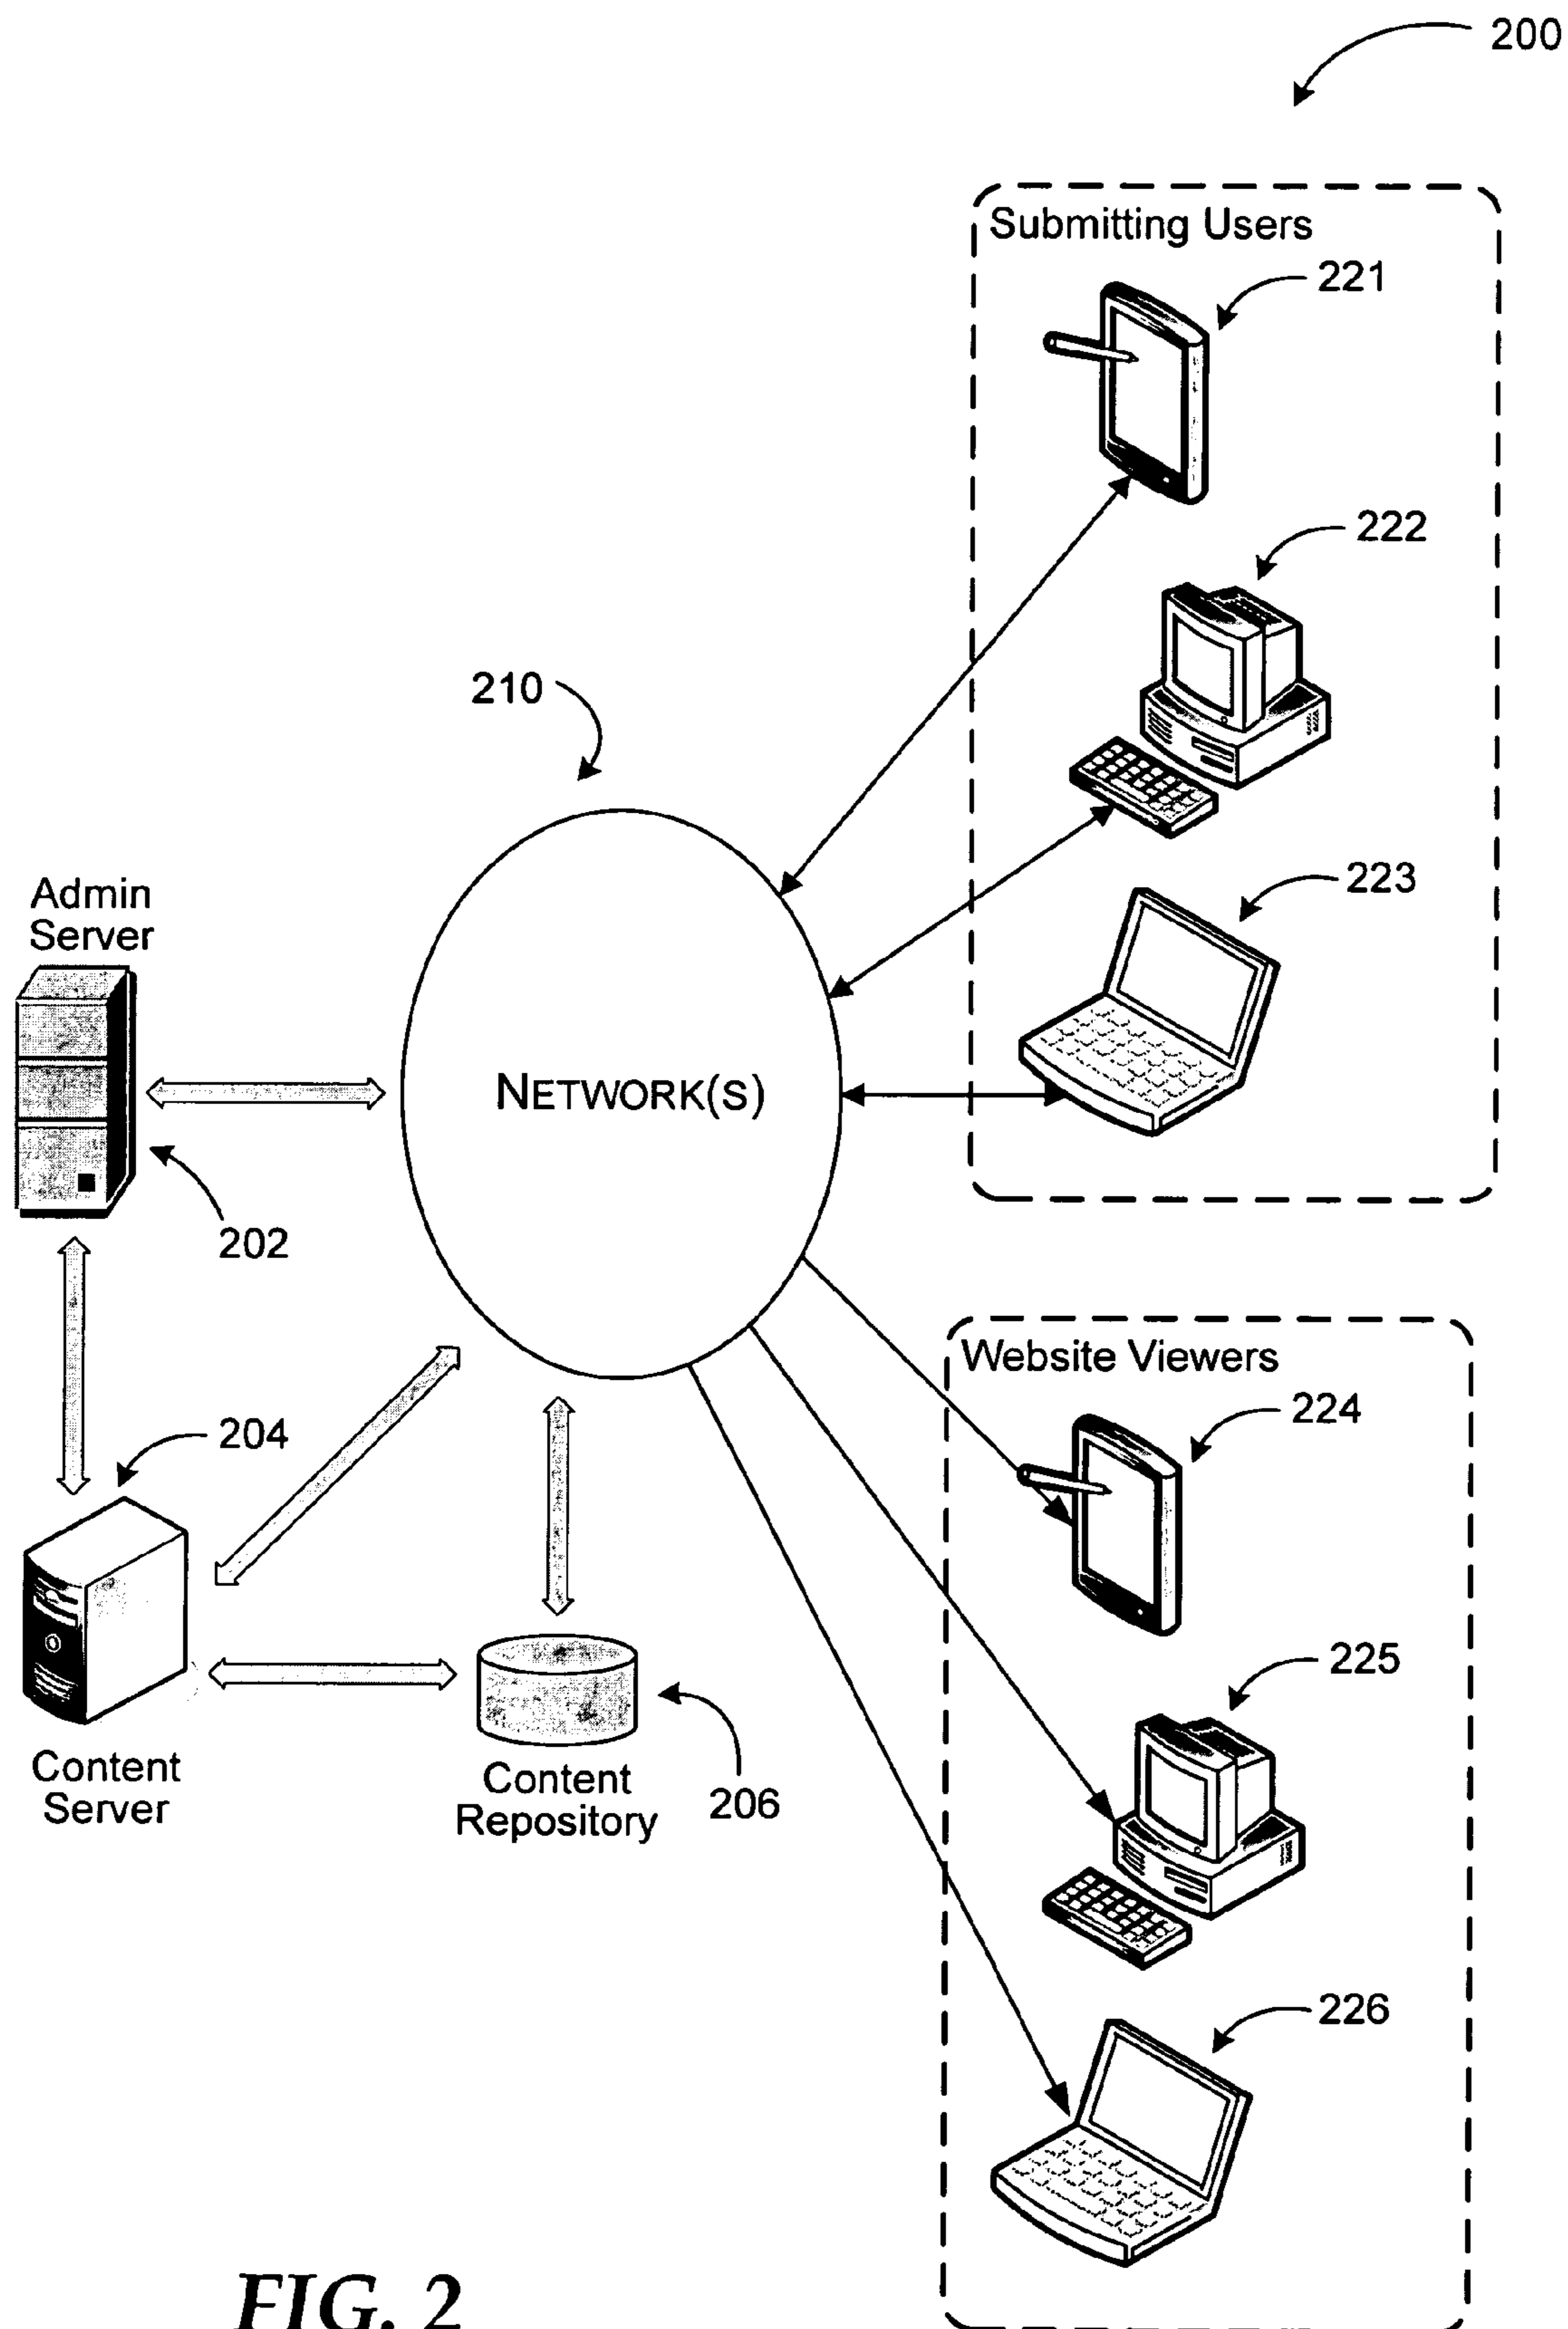 200
Submitting Users
221
222
210
223
Admin
Server
NETWORK(S)
202
Website Viewers
224
204
225
Content
Server
Content
Repository
206
226
FIG. 2